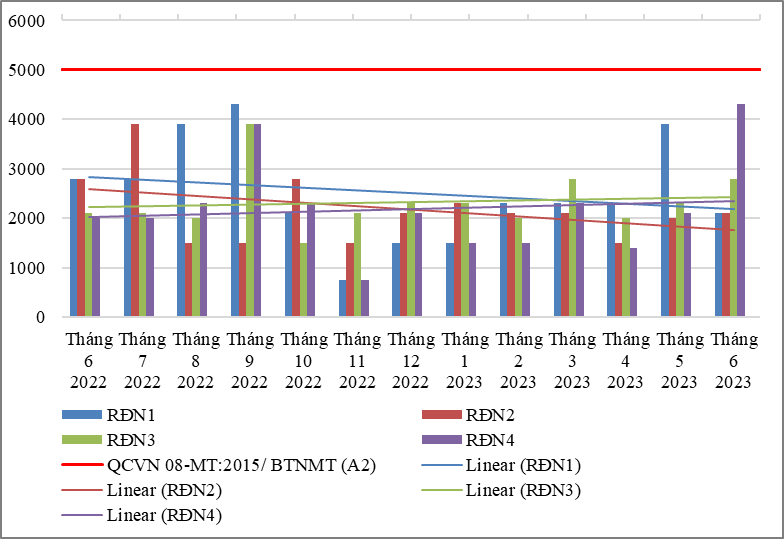 6000
5000
4000
3000
2000
1000
0
Tháng Tháng Tháng Tháng Tháng Tháng Tháng Tháng Tháng Tháng Tháng Tháng Tháng
6 7 8 9 10 11 12 1 2 3 4 5 6
2022 2022 2022 2022 2022 2022 2022 2023 2023 2023 2023 2023 2023
RĐN1 RĐN2
RĐN3 RĐN4
QCVN 08-MT:2015/ BTNMT (A2) Linear (RĐN1)
Linear (RĐN2) Linear (RĐN3)
Linear (RĐN4)